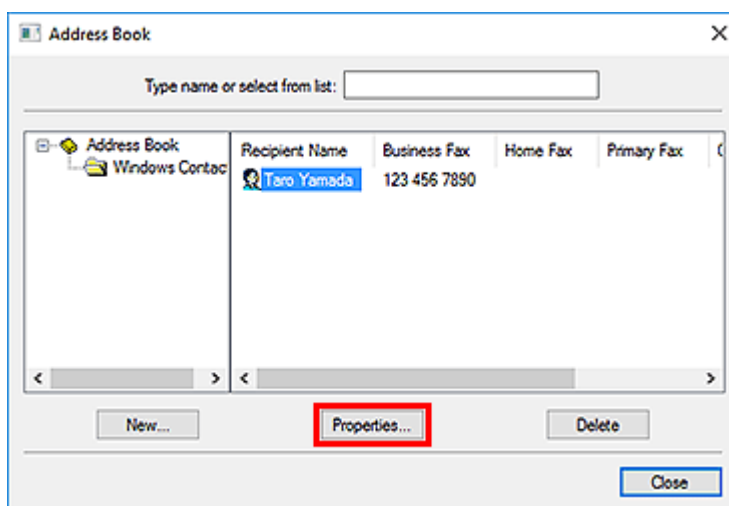 Address Book
Type name or select from list:
Address Book
Windows Contac
Recipient Name Business Fax Home Fax Primary Fax
Taro Yamada 123 456 7890
New... Properties... Delete
Close